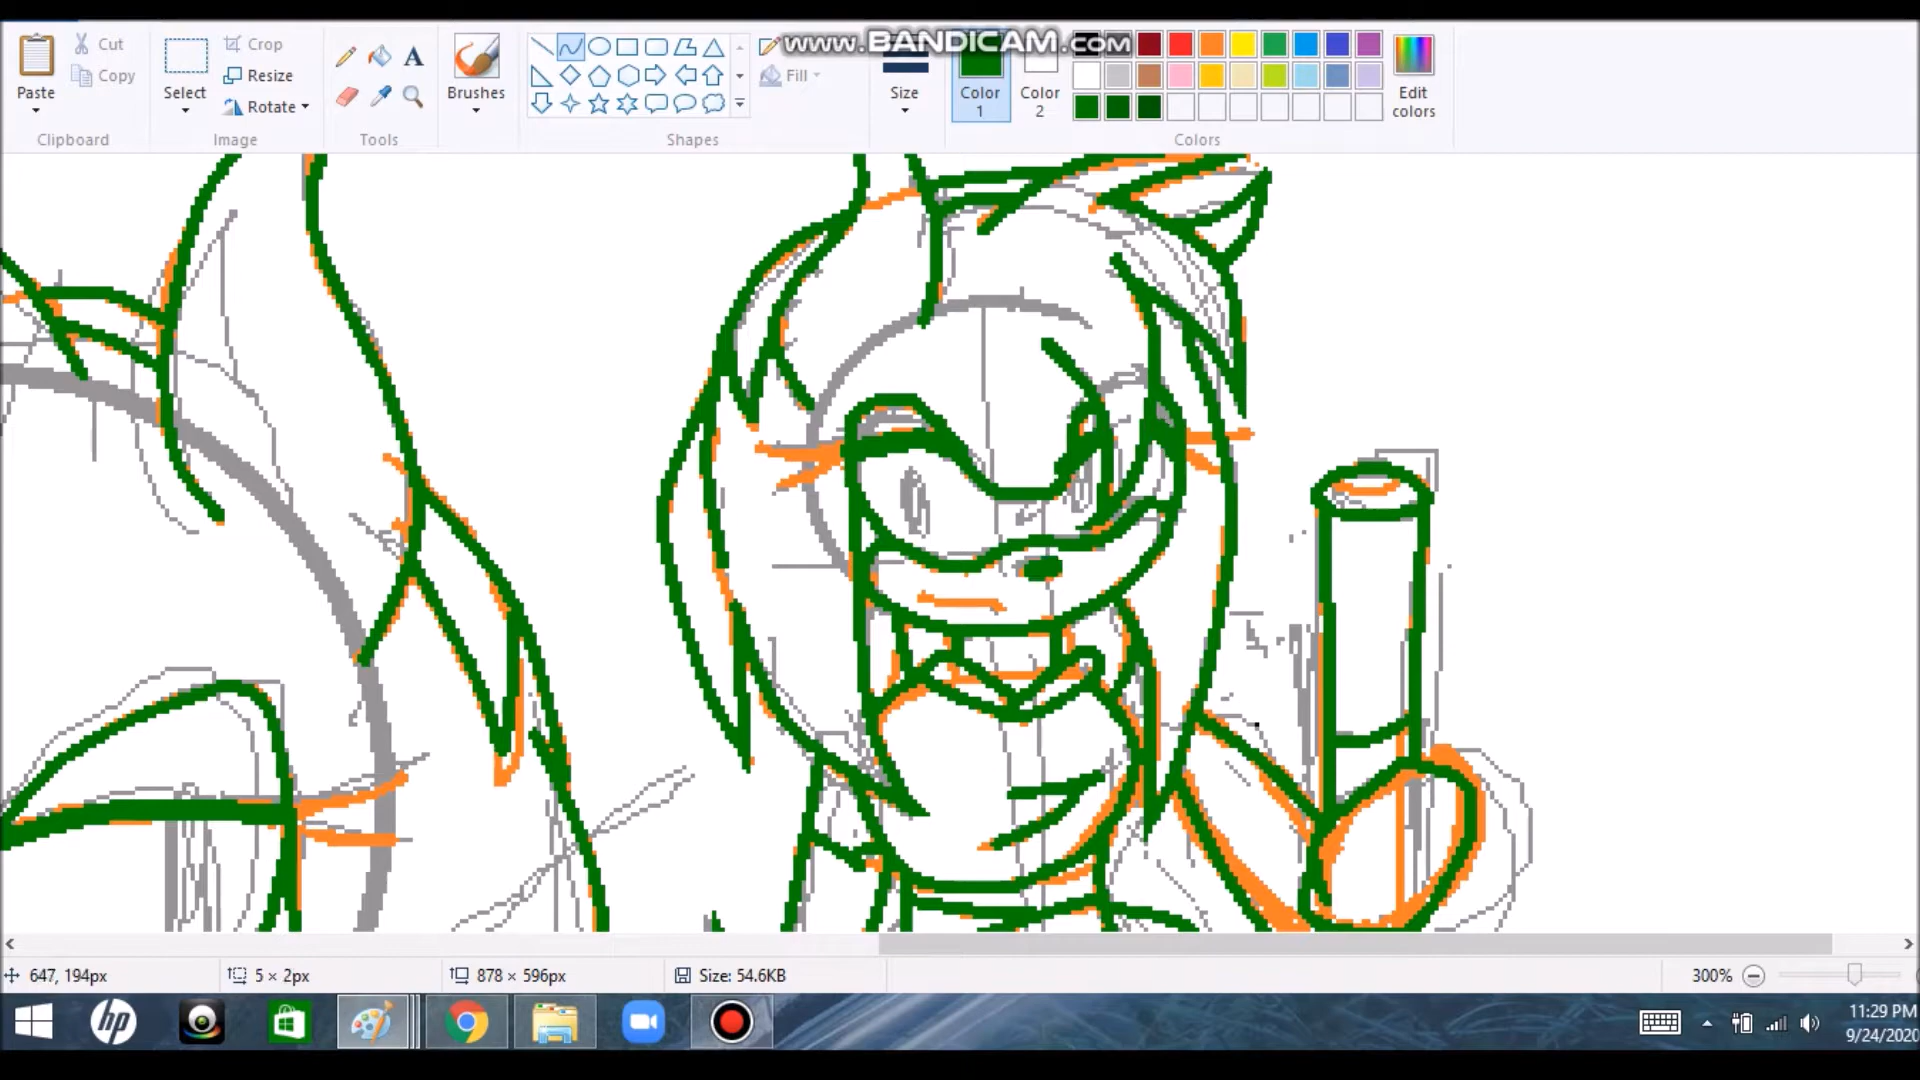 www.BANDICAM.com
Paste
Cut
Copy
Clipboard
Select
Crop
Resize
Rotate
Image
A
Tools
Brushes
Shapes
Fill
Size
Color
1
Color
2
Colors
Edit
colors
647, 194px
5 × 2px
878 × 596px
Size: 54.6KB
300%
hp
11:29 PM
9/24/2020